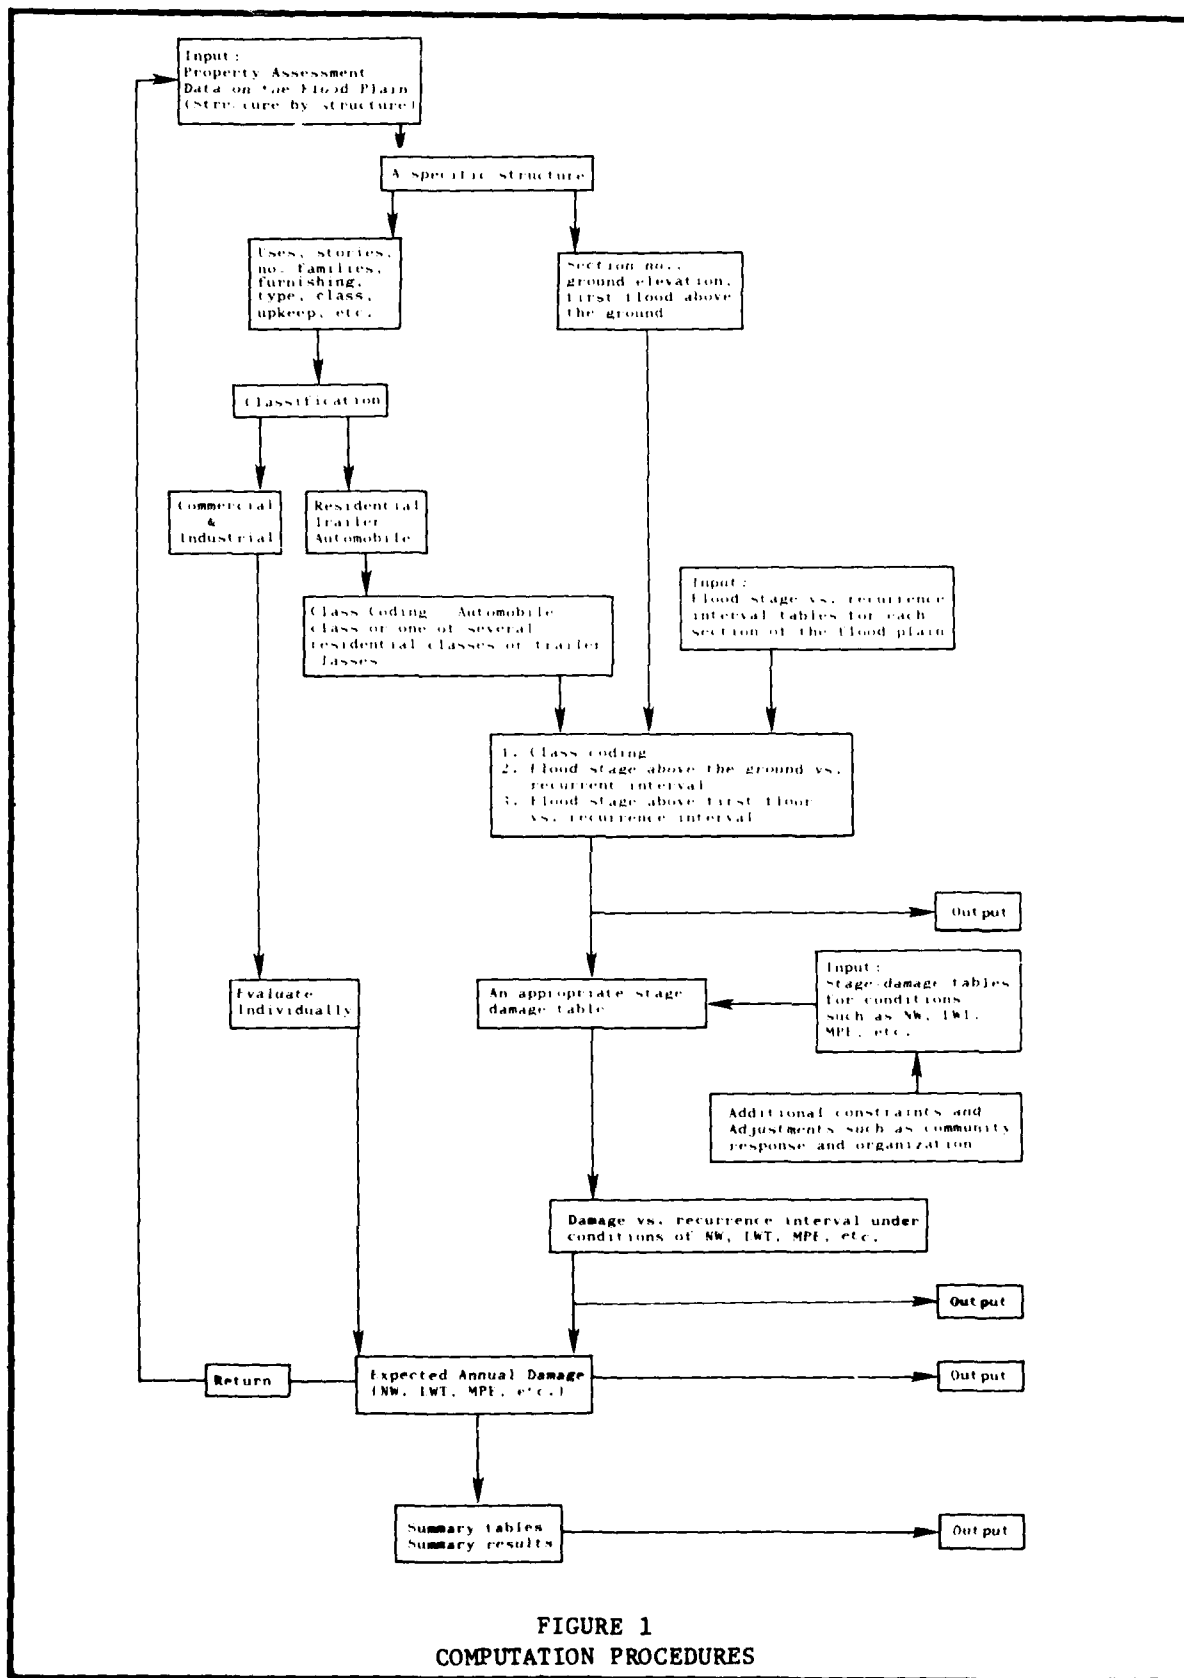 Input:
Property Assessment
Data on the Flood Plain
(Structure by structure)
A specific structure
Uses, stories,
no. families,
furnishing,
type, class,
upkeep, etc.
Section no.,
ground elevation,
first flood above
the ground
Classification
Commercial
&
Industrial
Residential
Trailer
Automobile
Input:
Flood stage vs. recurrence
interval tables for each
section of the flood plain
Class Coding Automobile
class or one of several
residential classes or trailer
classes
1. Class coding
2. Flood stage above the ground vs.
recurrent interval
3. Flood stage above first floor
vs. recurrence interval
Output
Evaluate
Individually
An appropriate stage
damage table
Input:
Stage-damage tables
for conditions
such as NW, LWT,
MPE, etc.
Additional constraints and
Adjustments such as community
response and organization
Damage vs. recurrence interval under
conditions of NW, LWT, MPE, etc.
Output
Return
Expected Annual Damage
(NW, LWT, MPE, etc.)
Output
Summary tables
Summary results
Output
FIGURE 1
COMPUTATION PROCEDURES